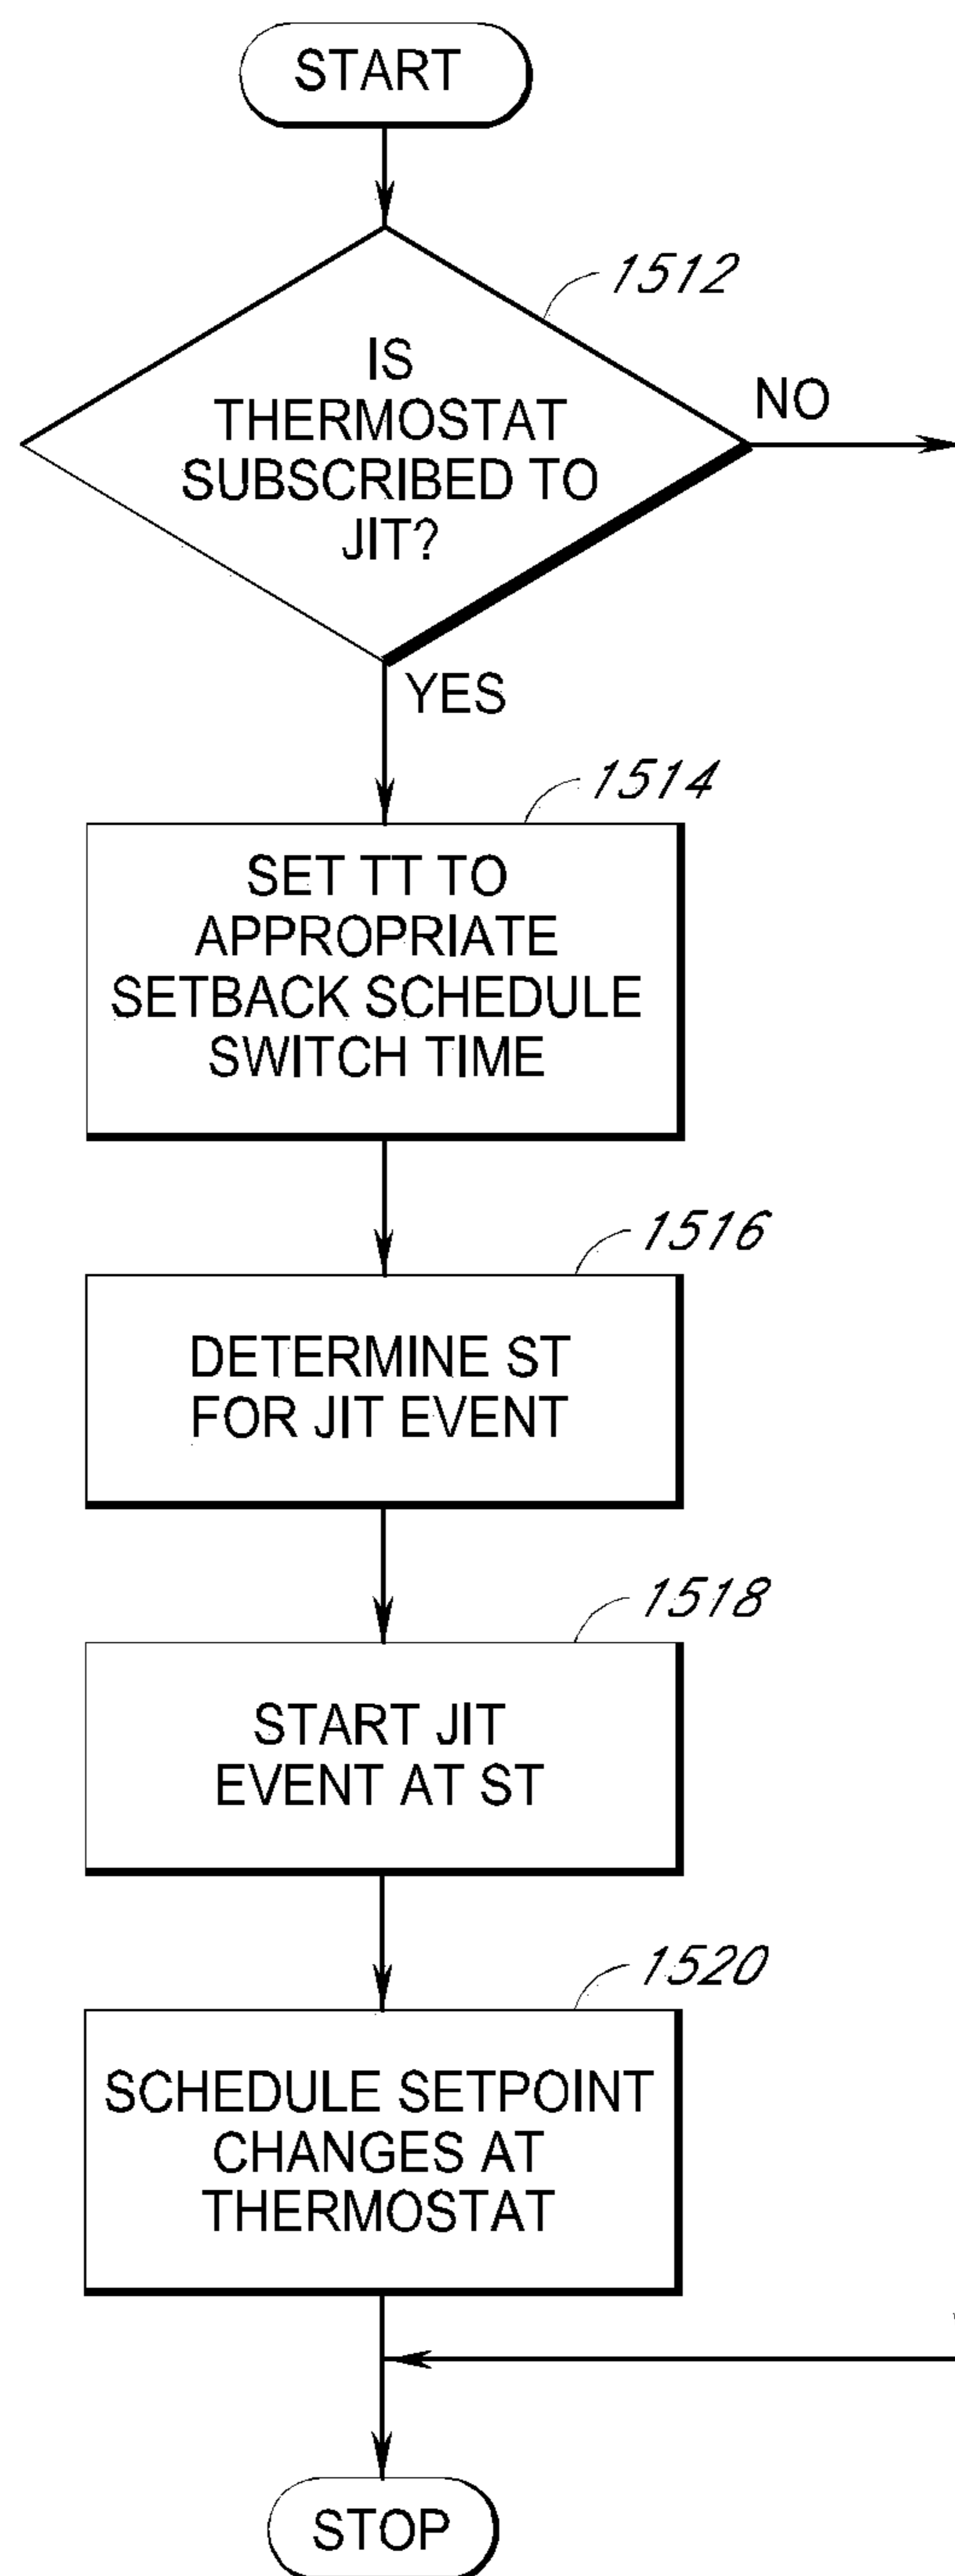 START
1512
IS
THERMOSTAT
SUBSCRIBED TO
JIT?
NO
YES
1514
SET TT TO
APPROPRIATE
SETBACK SCHEDULE
SWITCH TIME
1516
DETERMINE ST
FOR JIT EVENT
1518
START JIT
EVENT AT ST
1520
SCHEDULE SETPOINT
CHANGES AT
THERMOSTAT
STOP